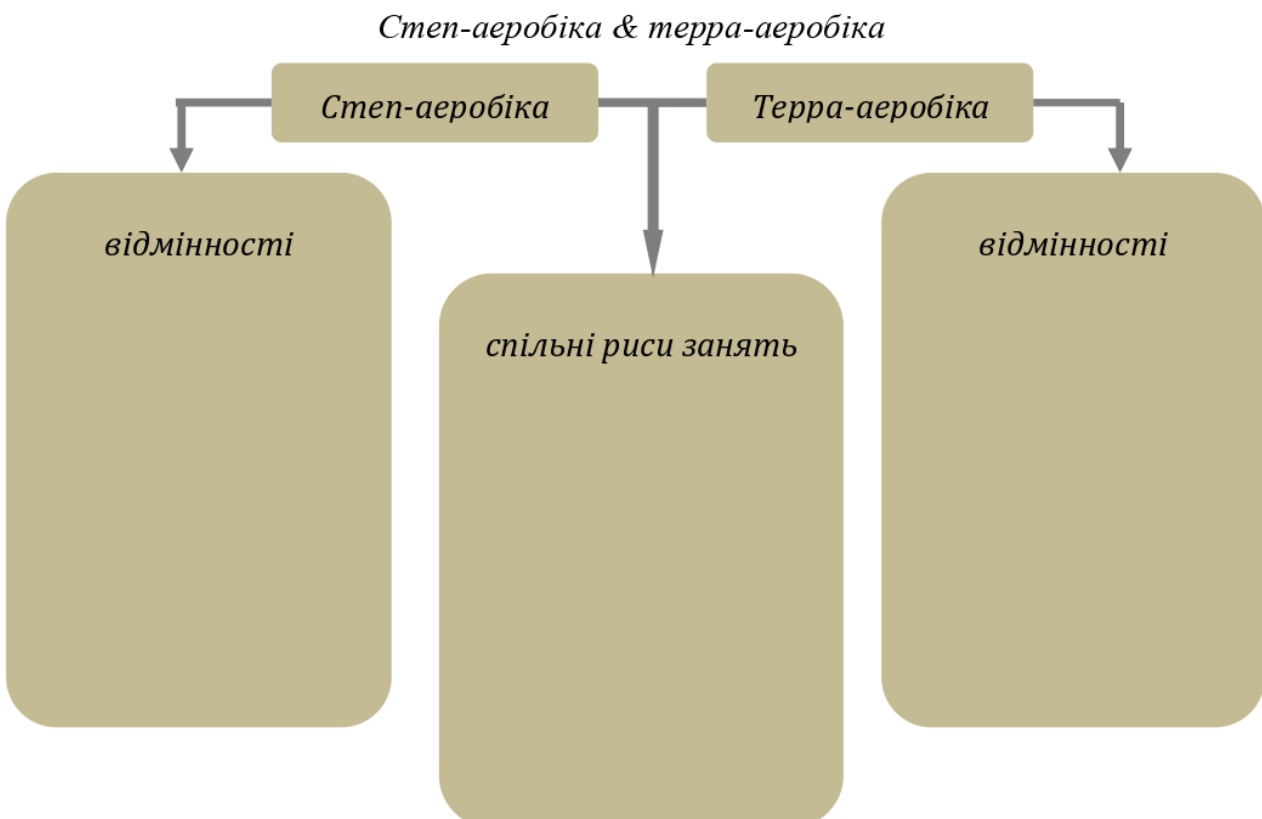 Степ-аеробіка & терра-аеробіка
Степ-аеробіка
Терра-аеробіка
відмінності
відмінності
спільні риси занять